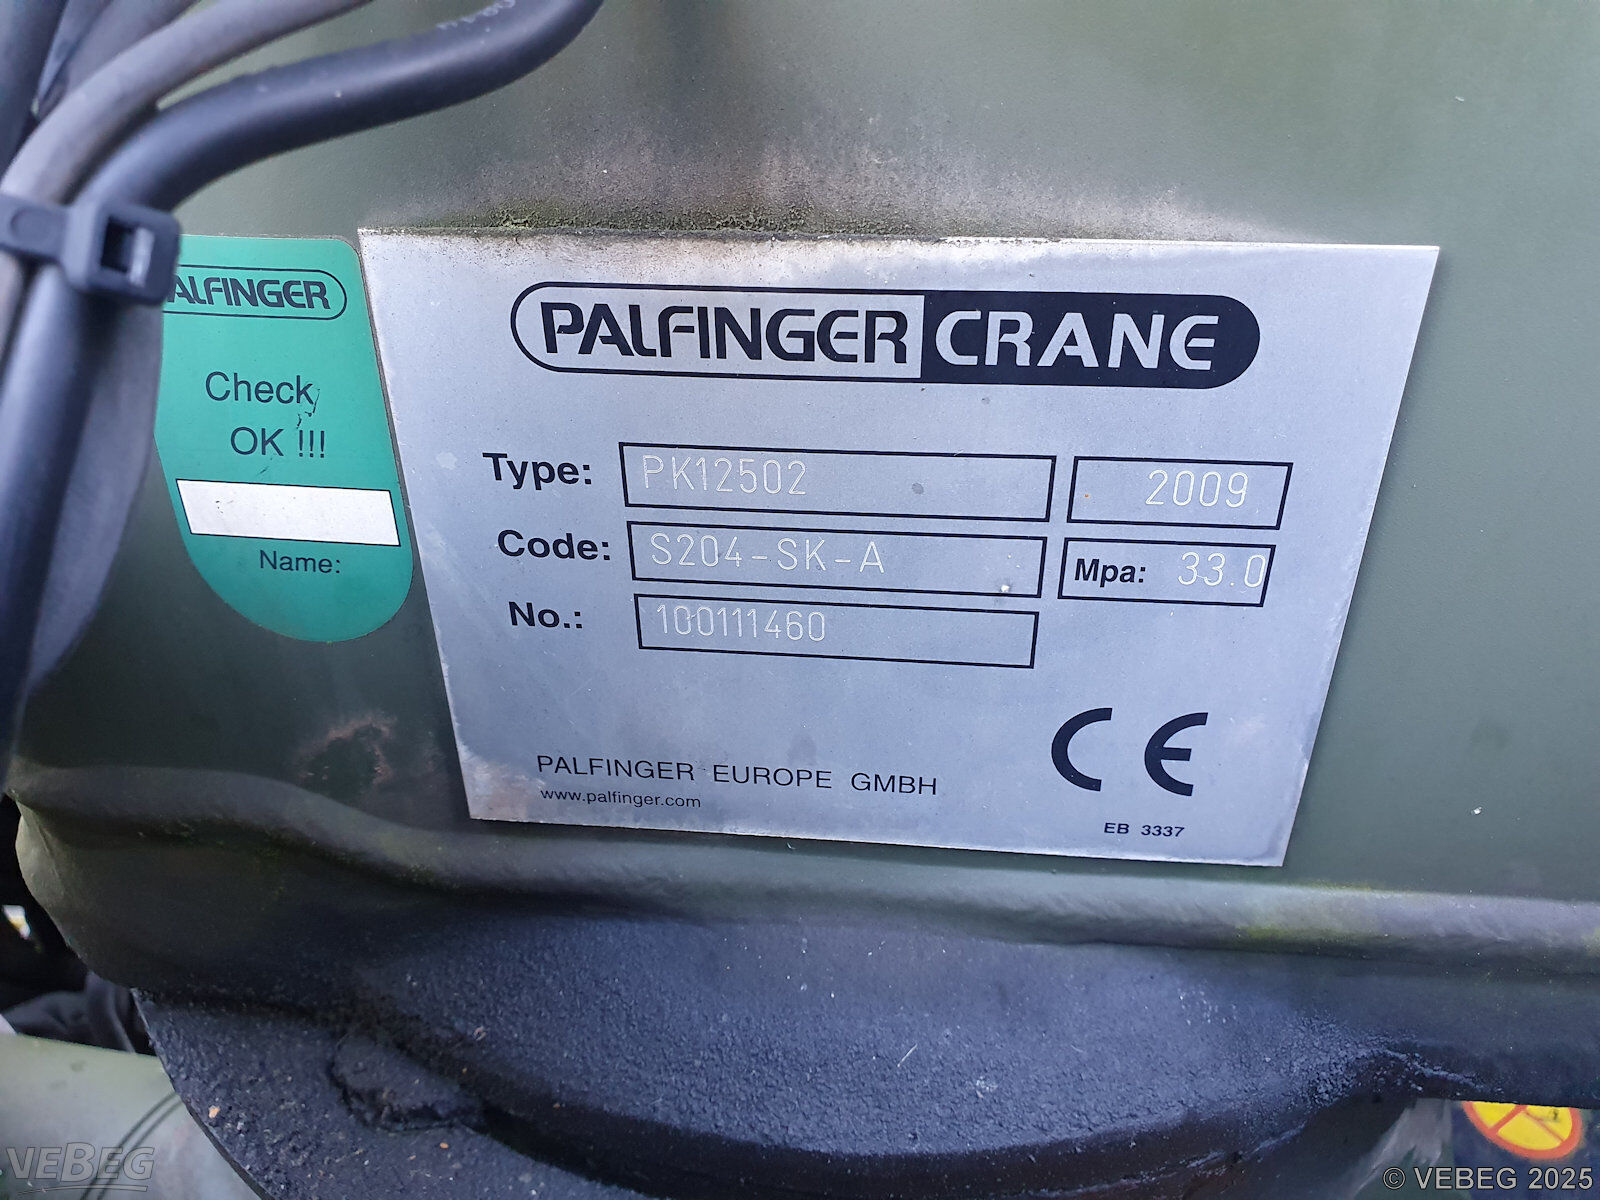 PALFINGER
Check
OK !!!
Name:
PALFINGER CRANE
Type: PK12502 2009
Code: S204-SK-A Mpa: 33.0
No.: 100111460
CE
PALFINGER EUROPE GMBH
www.palfinger.com
EB 3337
VEBEG
© VEBEG 2025